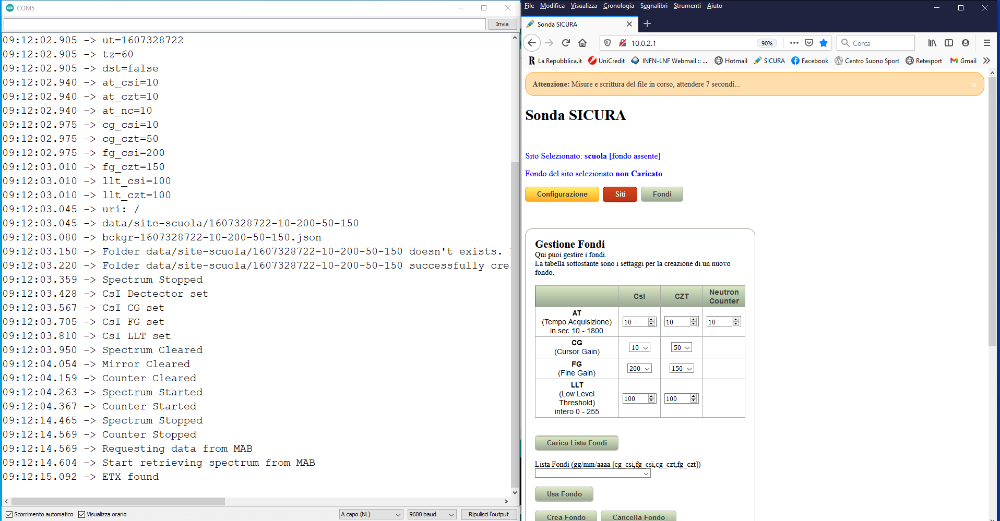 COM5
Invia
09:12:02.905 -> ut=1607328722
09:12:02.905 -> tz=60
09:12:02.905 -> dst=false
09:12:02.940 -> at_csi=10
09:12:02.940 -> at_czt=10
09:12:02.940 -> at_nc=10
09:12:02.975 -> cg_csi=10
09:12:02.975 -> cg_czt=50
09:12:02.975 -> fg_csi=200
09:12:03.010 -> fg_czt=150
09:12:03.010 -> llt_csi=100
09:12:03.010 -> llt_czt=100
09:12:03.045 -> uri: /
09:12:03.045 -> data/site-scuola/1607328722-10-200-50-150
09:12:03.080 -> bckgr-1607328722-10-200-50-150.json
09:12:03.150 -> Folder data/site-scuola/1607328722-10-200-50-150 doesn't exists.
09:12:03.220 -> Folder data/site-scuola/1607328722-10-200-50-150 successfully cre
09:12:03.359 -> Spectrum Stopped
09:12:03.428 -> CsI Dectector set
09:12:03.567 -> CsI CG set
09:12:03.705 -> CsI FG set
09:12:03.810 -> CsI LLT set
09:12:03.950 -> Spectrum Cleared
09:12:04.054 -> Mirror Cleared
09:12:04.159 -> Counter Cleared
09:12:04.263 -> Spectrum Started
09:12:04.367 -> Counter Started
09:12:14.465 -> Spectrum Stopped
09:12:14.569 -> Counter Stopped
09:12:14.569 -> Requesting data from MAB
09:12:14.604 -> Start retrieving spectrum from MAB
09:12:15.092 -> ETX found
Scorrimento automatico Visualizza orario A capo (NL) 9600 baud Ripulisci l'output
File Modifica Visualizza Cronologia Segnalibri Strumenti Aiuto
Sonda SICURA
10.0.2.1 90% Cerca
La Repubblica.it UniCredit INFN-LNF Webmail :: ... Hotmail SICURA Facebook Centro Suono Sport Retesport Gmail
Attenzione: Misure e scrittura del file in corso, attendere 7 secondi...
Sonda SICURA
Sito Selezionato: scuola [fondo assente]
Fondo del sito selezionato non Caricato
Configurazione Siti Fondi
Gestione Fondi
Qui puoi gestire i fondi.
La tabella sottostante sono i settaggi per la creazione di un nuovo
fondo.
CsI CZT Neutron
Counter
AT
(Tempo Acquisizione)
in sec 10 - 1800
10 10 10
CG
(Cursor Gain)
10 50
FG
(Fine Gain)
200 150
LLT
(Low Level
Threshold)
intero 0 - 255
100 100
Carica Lista Fondi
Lista Fondi (gg/mm/aaaa [cg_csi,fg_csi,cg_czt,fg_czt])
Usa Fondo
Crea Fondo Cancella Fondo